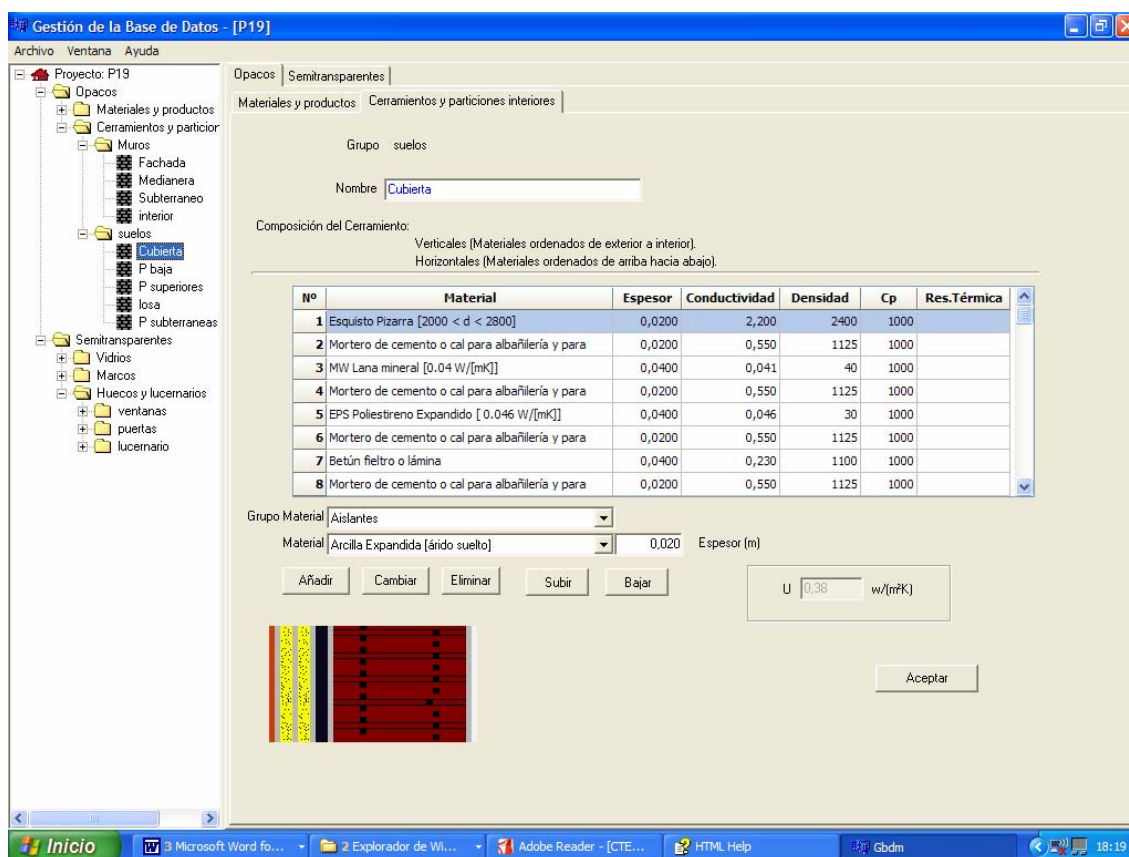 Gestión de la Base de Datos - [P19]
Archivo Ventana Ayuda
Proyecto: P19
Opacos
Materiales y productos
Cerramientos y particior
Muros
Fachada
Medianera
Subterraneo
interior
suelos
Cubierta
P baja
P superiores
losa
P subterraneas
Semitransparentes
Vidrios
Marcos
Huecos y lucernarios
ventanas
puertas
lucernario
Opacos Semitransparentes
Materiales y productos Cerramientos y particiones interiores
Grupo suelos
Nombre Cubierta
Composición del Cerramiento:
Verticales (Materiales ordenados de exterior a interior).
Horizontales (Materiales ordenados de arriba hacia abajo).
Nº Material Espesor Conductividad Densidad Cp Res.Térmica
1 Esquisto Pizarra [2000 < d < 2800] 0,0200 2,200 2400 1000
2 Mortero de cemento o cal para albañilería y para 0,0200 0,550 1125 1000
3 MW Lana mineral [0.04 W/[mK]] 0,0400 0,041 40 1000
4 Mortero de cemento o cal para albañilería y para 0,0200 0,550 1125 1000
5 EPS Poliestireno Expandido [ 0.046 W/[mK]] 0,0400 0,046 30 1000
6 Mortero de cemento o cal para albañilería y para 0,0200 0,550 1125 1000
7 Betún fieltro o lámina 0,0400 0,230 1100 1000
8 Mortero de cemento o cal para albañilería y para 0,0200 0,550 1125 1000
Grupo Material Aislantes
Material Arcilla Expandida [árido suelto] 0,020 Espesor (m)
Añadir Cambiar Eliminar Subir Bajar
U 0,38 w/(m²K)
Aceptar
Inicio 3 Microsoft Word fo... 2 Explorador de Wi... Adobe Reader - [CTE... HTML Help Gbdm 18:19